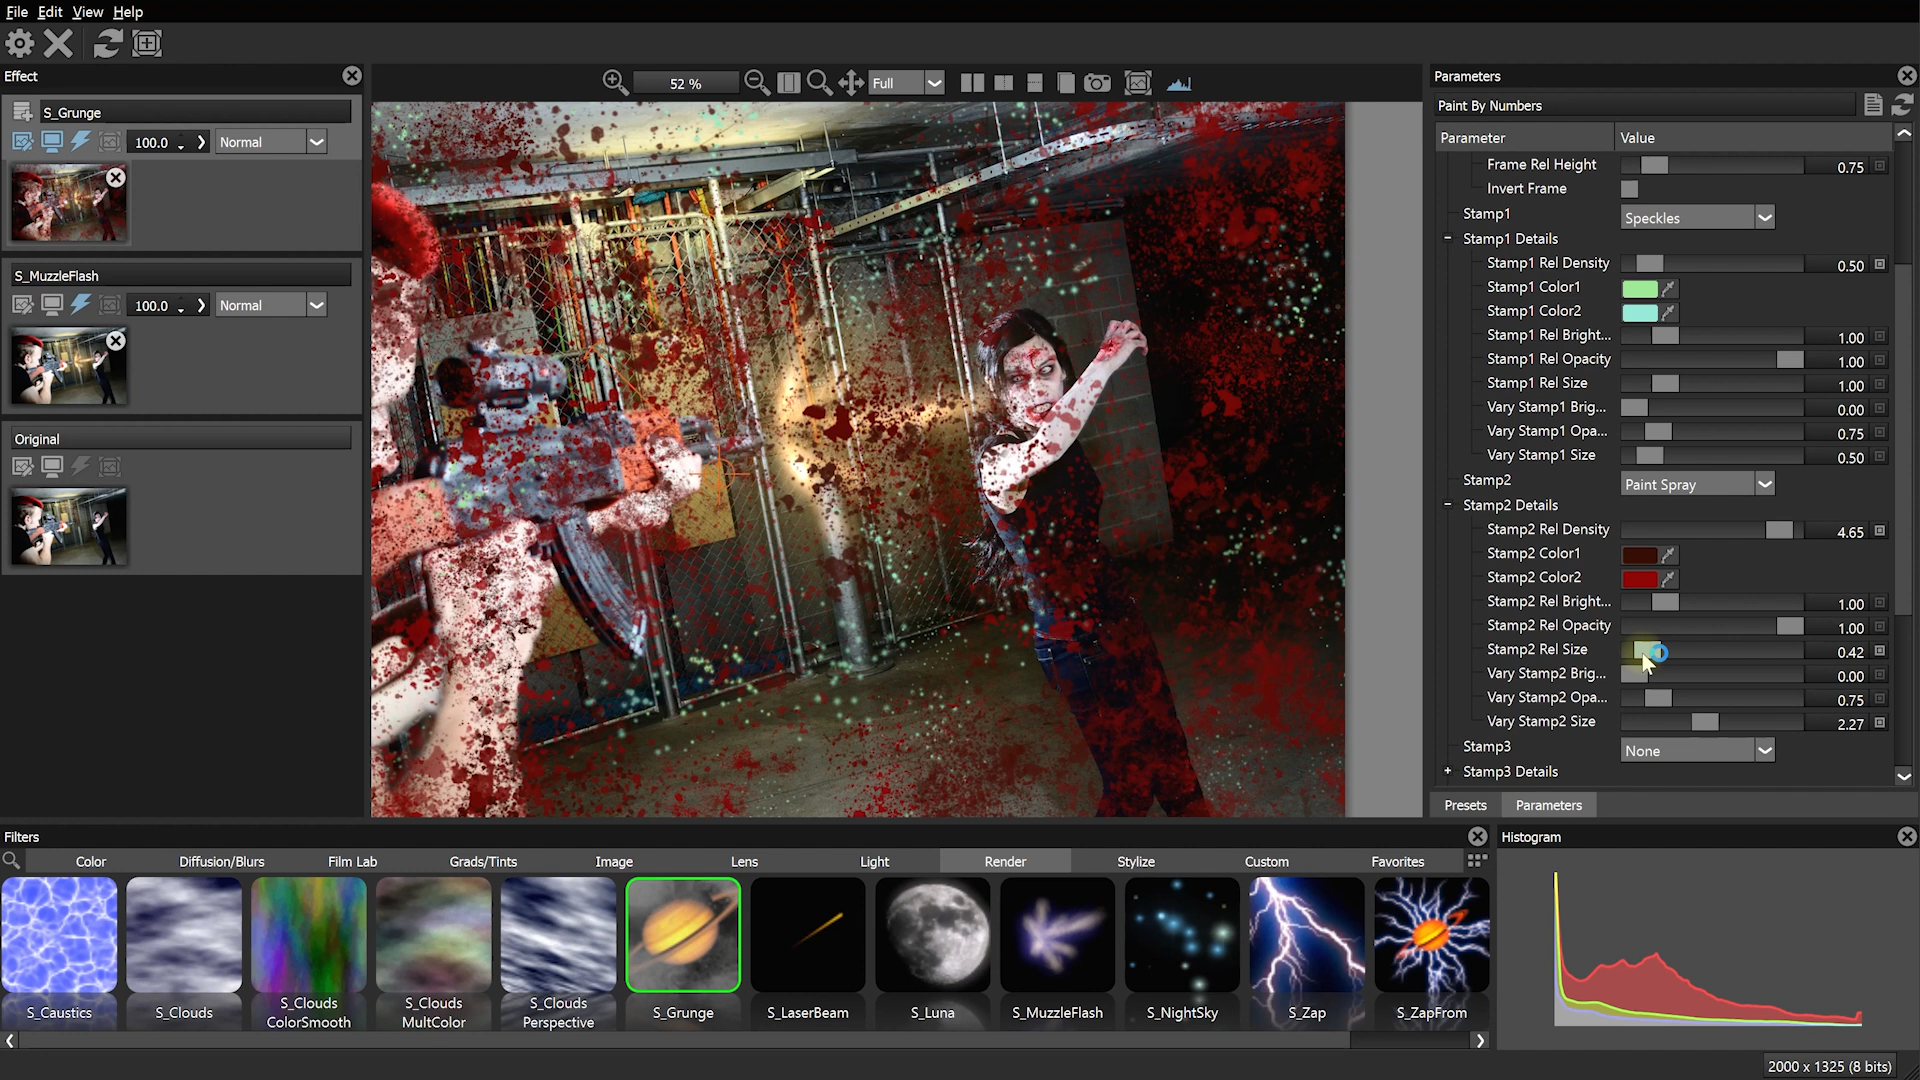 File Edit View Help
Effect
S_Grunge
100.0 Normal
S_MuzzleFlash
100.0 Normal
Original
52 % Full
Parameters
Paint By Numbers
Parameter Value
Frame Rel Height 0.75
Invert Frame
Stamp1 Speckles
Stamp1 Details
Stamp1 Rel Density 0.50
Stamp1 Color1
Stamp1 Color2
Stamp1 Rel Bright... 1.00
Stamp1 Rel Opacity 1.00
Stamp1 Rel Size 1.00
Vary Stamp1 Brig... 0.00
Vary Stamp1 Opa... 0.75
Vary Stamp1 Size 0.50
Stamp2 Paint Spray
Stamp2 Details
Stamp2 Rel Density 4.65
Stamp2 Color1
Stamp2 Color2
Stamp2 Rel Bright... 1.00
Stamp2 Rel Opacity 1.00
Stamp2 Rel Size 0.42
Vary Stamp2 Brig... 0.00
Vary Stamp2 Opa... 0.75
Vary Stamp2 Size 2.27
Stamp3 None
Stamp3 Details
Presets Parameters
Filters
Color Diffusion/Blurs Film Lab Grads/Tints Image Lens Light Render Stylize Custom Favorites
S_Caustics
S_Clouds
S_Clouds
ColorSmooth
S_Clouds
MultColor
S_Clouds
Perspective
S_Grunge
S_LaserBeam
S_Luna
S_MuzzleFlash
S_NightSky
S_Zap
S_ZapFrom
Histogram
2000 x 1325 (8 bits)